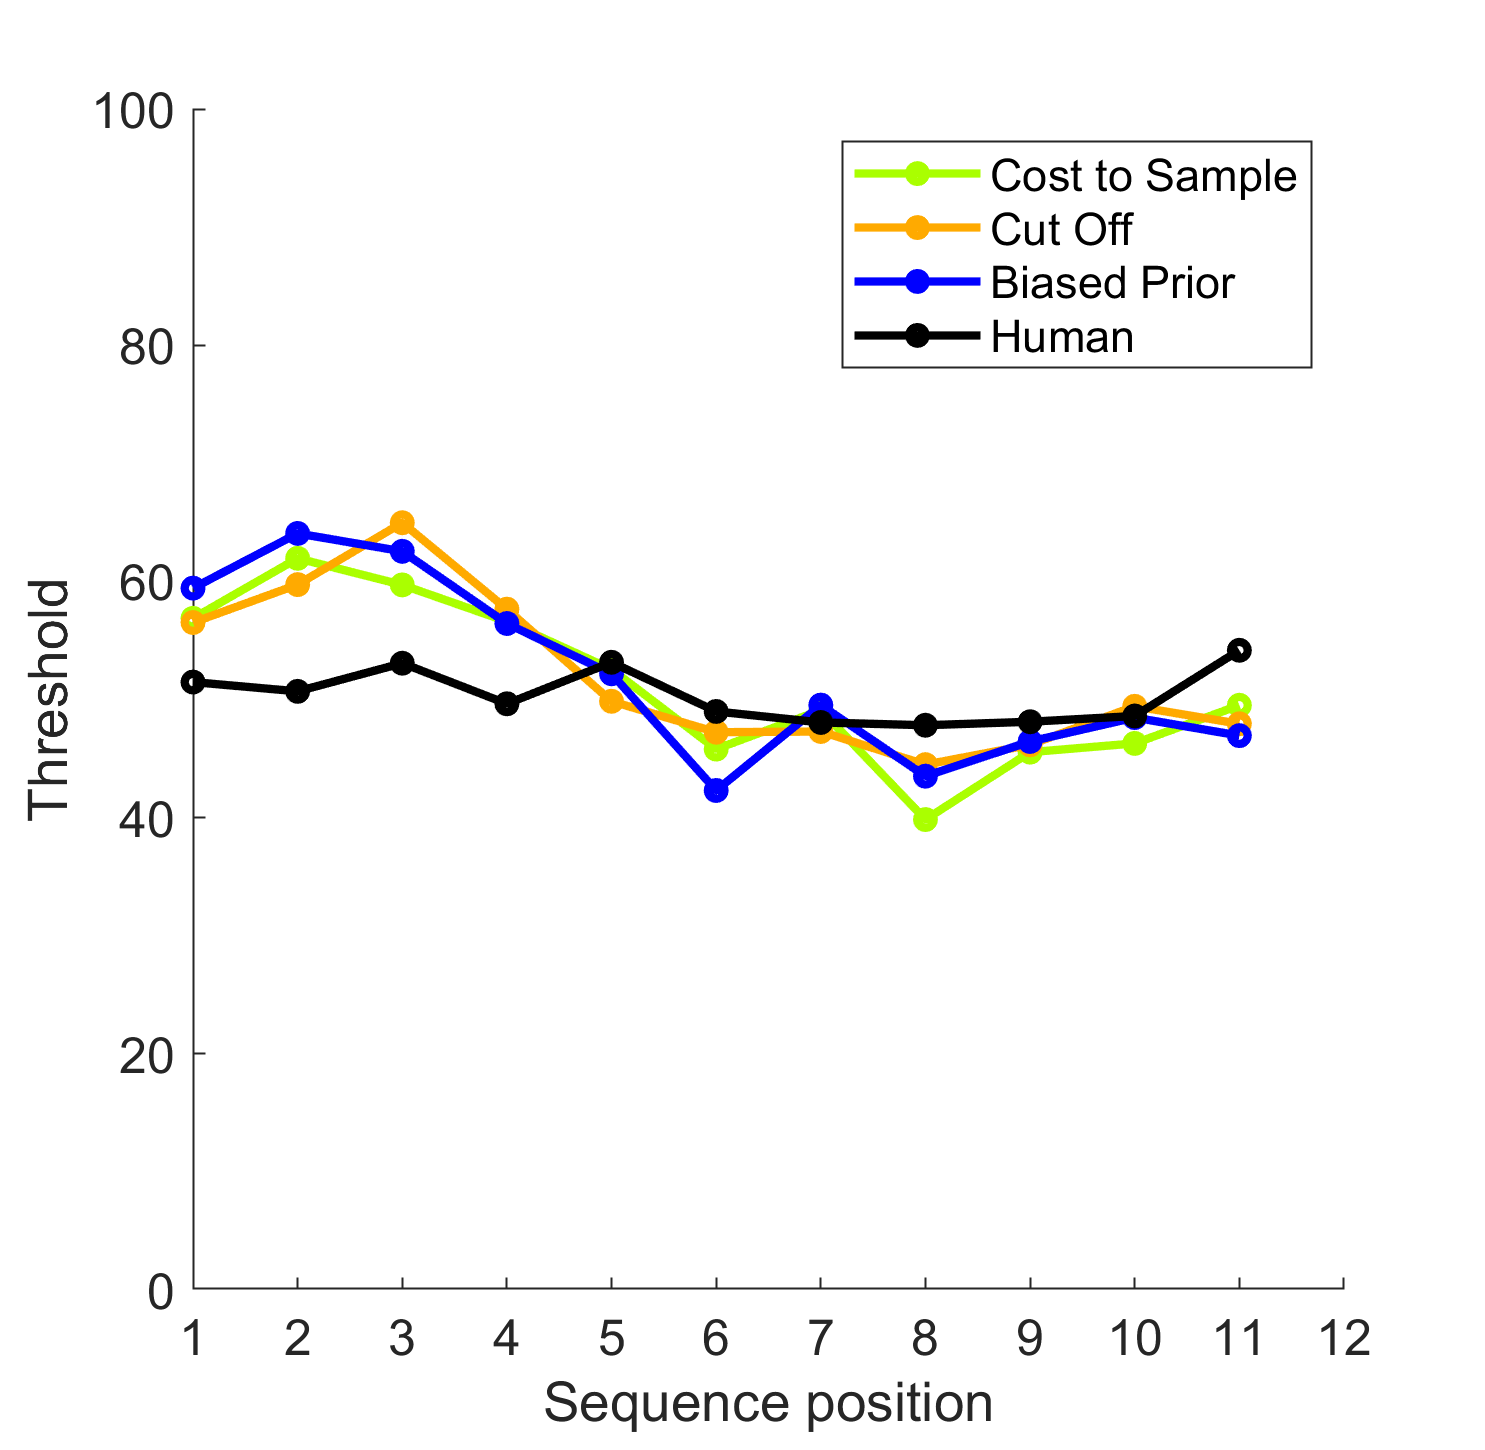 100
80
60
40
20
0
Threshold
Cost to Sample
Cut Off
Biased Prior
Human
1 2 3 4 5 6 7 8 9 10 11 12
Sequence position